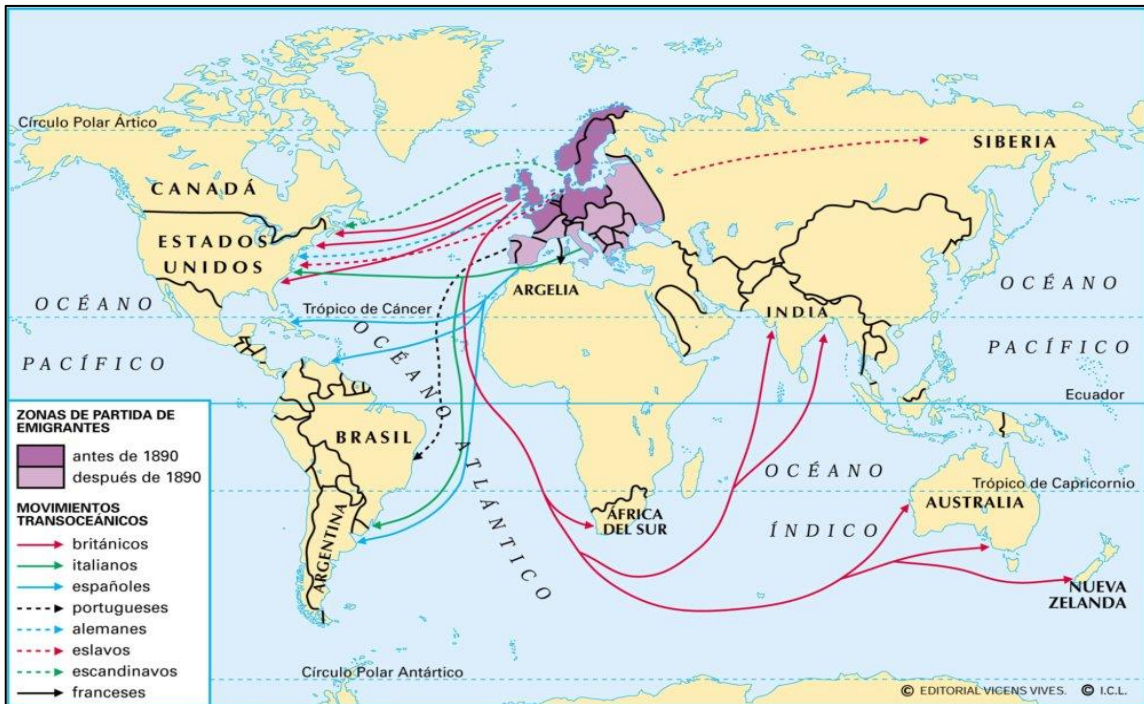 Círculo Polar Ártico
SIBERIA
CANADÁ
ESTADOS
UNIDOS
ARGELIA
OCÉANO
PACÍFICO
Trópico de Cáncer
INDIA
OCÉANO
PACÍFICO
OCÉANO ATLÁNTICO
Ecuador
BRASIL
OCÉANO
ÍNDICO
Trópico de Capricornio
AUSTRALIA
ÁFRICA
DEL SUR
ARGENTINA
NUEVA
ZELANDA
Círculo Polar Antártico
ZONAS DE PARTIDA DE
EMIGRANTES
antes de 1890
después de 1890
MOVIMIENTOS
TRANSOCEÁNICOS
británicos
italianos
españoles
portugueses
alemanes
eslavos
escandinavos
franceses
© EDITORIAL VICENS VIVES. © I.C.L.